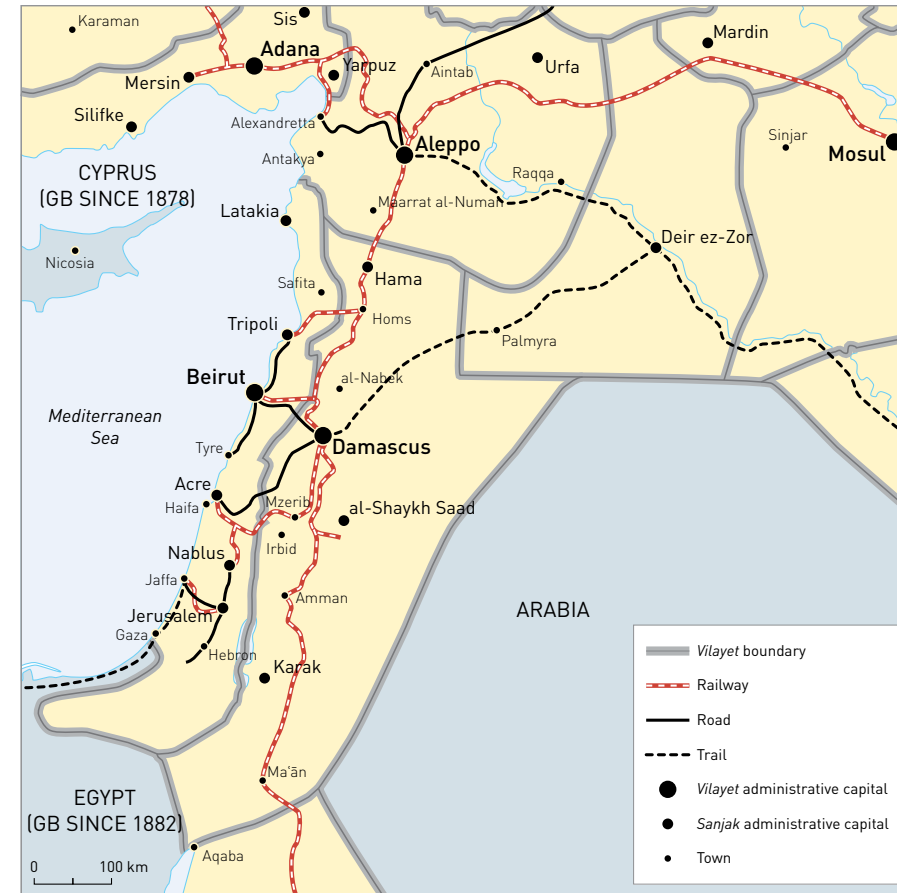 Karaman
Sis
Adana
Mersin
Yarpuz
Aintab
Urfa
Mardin
Silifke
Alexandretta
Aleppo
Sinjar
Mosul
Antakya
CYPRUS
(GB SINCE 1878)
Raqqa
Latakia
Maarrat al-Numan
Nicosia
Deir ez-Zor
Safita
Hama
Tripoli
Homs
Palmyra
Beirut
al-Nabek
Mediterranean
Sea
Tyre
Damascus
Acre
Haifa
Mzerib
al-Shaykh Saad
Nablus
Irbid
Jaffa
Amman
Jerusalem
ARABIA
Gaza
Hebron
Karak
Ma‘ān
EGYPT
(GB SINCE 1882)
Aqaba
0 100 km
Vilayet boundary
Railway
Road
Trail
Vilayet administrative capital
Sanjak administrative capital
Town